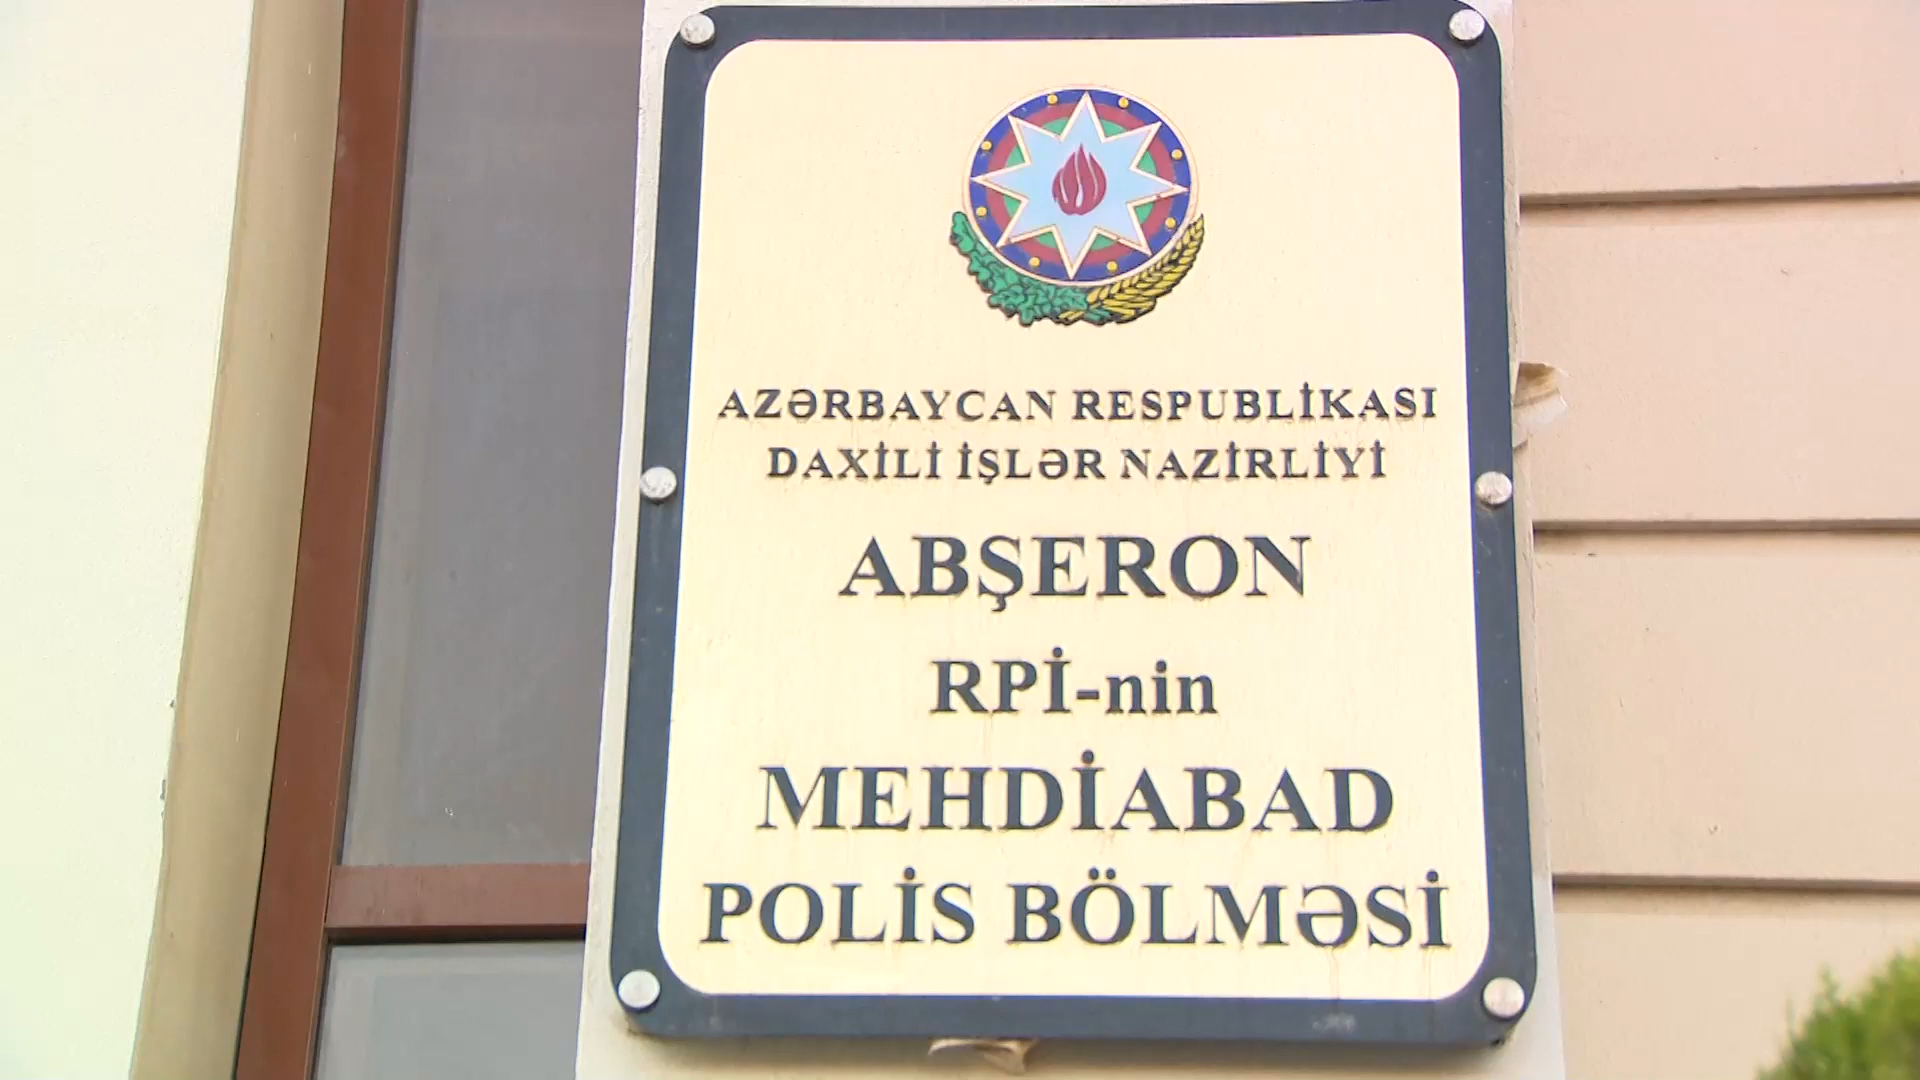 AZƏRBAYCAN RESPUBLİKASI
DAXİLİ İŞLƏR NAZİRLİYİ
ABŞERON
RPİ-nin
MEHDİABAD
POLİS BÖLMƏSİ